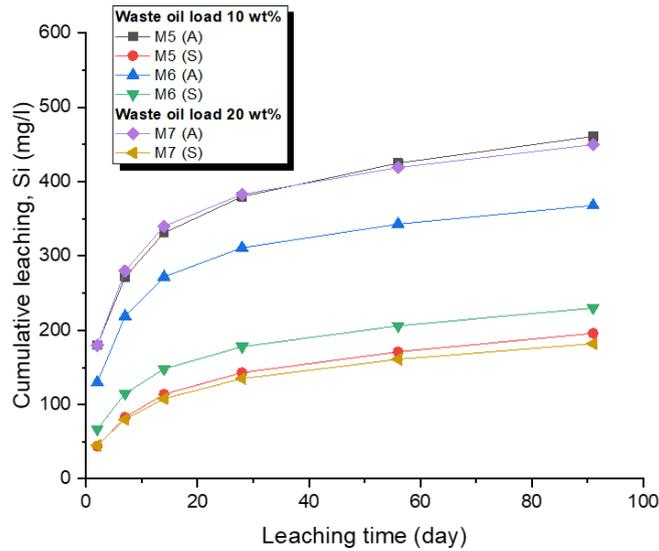 Waste oil load 10 wt%
M5 (A)
M5 (S)
M6 (A)
M6 (S)
Waste oil load 20 wt%
M7 (A)
M7 (S)
600
500
400
300
200
100
0
Cumulative leaching, Si (mg/l)
0 20 40 60 80 100
Leaching time (day)